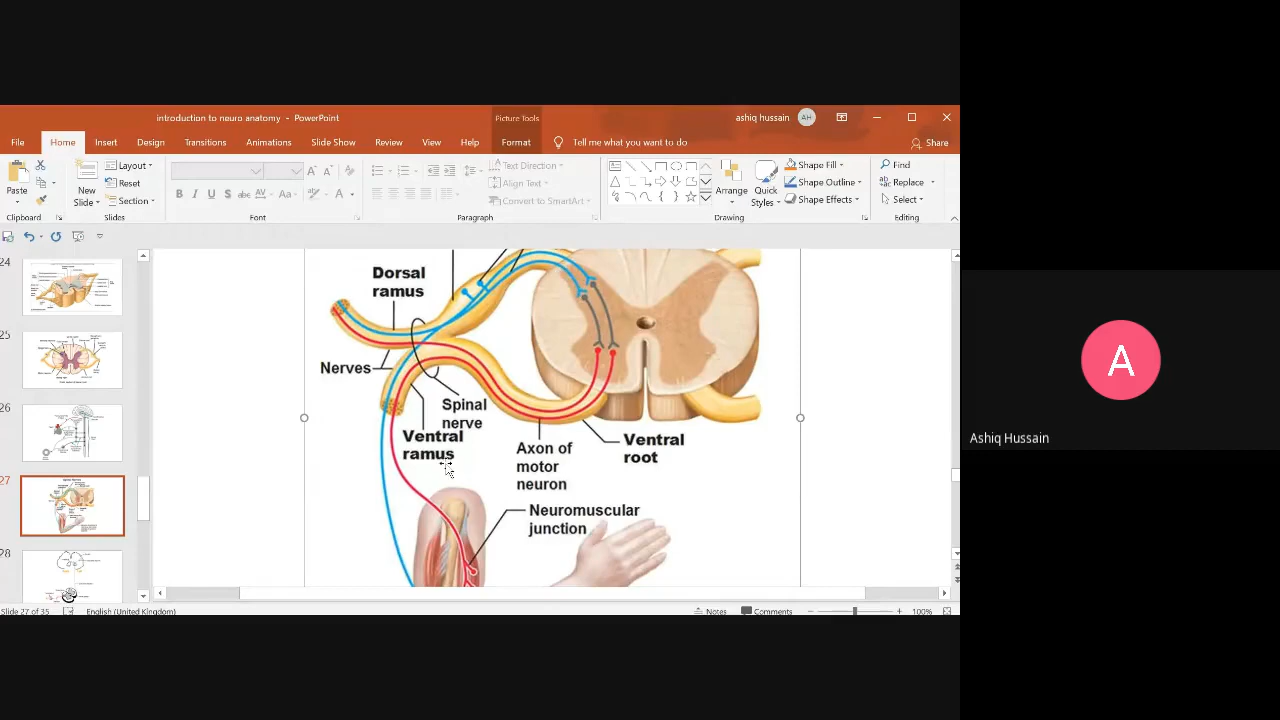 introduction to neuro anatomy - PowerPoint
Picture Tools
ashiq hussain
AH
File
Home
Insert
Design
Transitions
Animations
Slide Show
Review
View
Help
Format
Tell me what you want to do
Share
Paste
Clipboard
New
Slide
Layout
Reset
Section
Slides
B I U S abc AV Aa A
Font
Text Direction
Align Text
Convert to SmartArt
Paragraph
Arrange
Quick
Styles
Shape Fill
Shape Outline
Shape Effects
Drawing
Find
Replace
Select
Editing
24
25
26
27
28
Dorsal
ramus
Nerves
Spinal
nerve
Ventral
ramus
Axon of
motor
neuron
Ventral
root
Neuromuscular
junction
Slide 27 of 35
English (United Kingdom)
Notes
Comments
100%
A
Ashiq Hussain